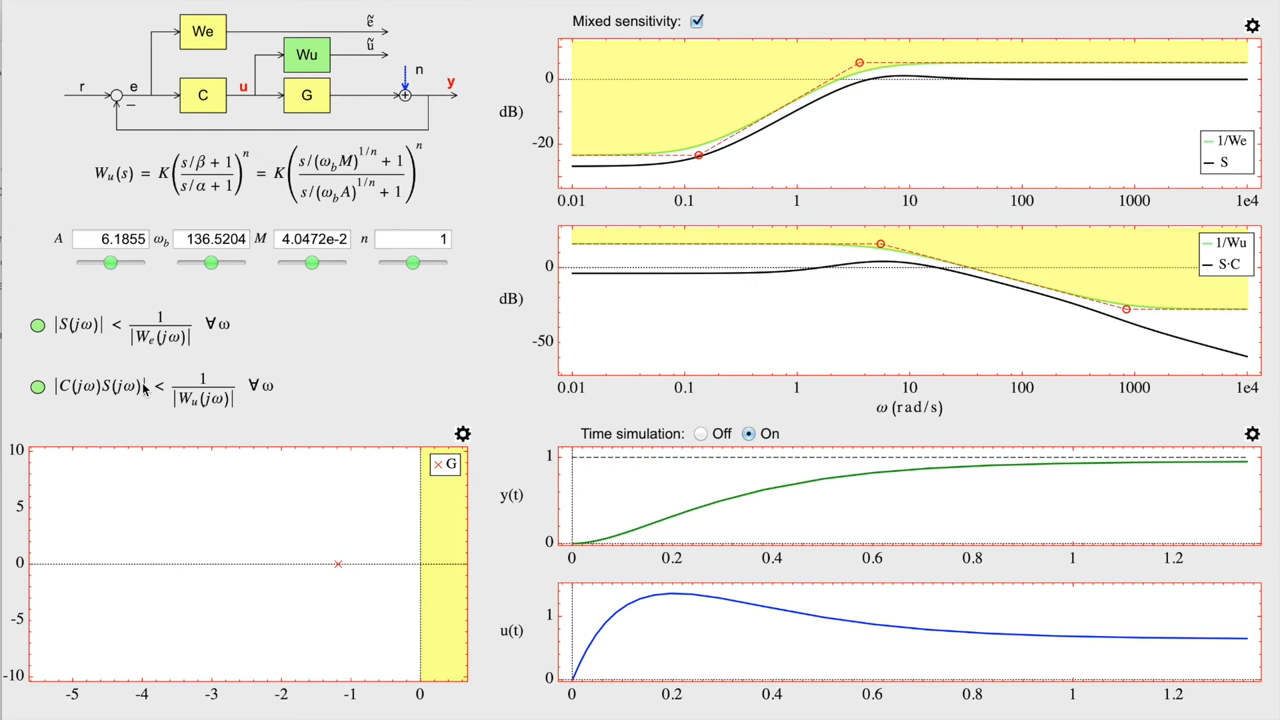 We
ẽ
Wu
ũ
r
e
C
u
G
n
y
−
+
W_u(s) = K((s/β + 1)/(s/α + 1))^n = K((s/(ω_b M)^{1/n} + 1)/(s/(ω_b A)^{1/n} + 1))^n
A 6.1855 ω_b 136.5204 M 4.0472e-2 n 1
|S(jω)| < 1/|W_e(jω)| ∀ω
|C(jω)S(jω)| < 1/|W_u(jω)| ∀ω
10
5
0
-5
-10
× G
-5 -4 -3 -2 -1 0
Mixed sensitivity:
dB)
0
-20
1/We
S
0.01 0.1 1 10 100 1000 1e4
dB)
0
-50
1/Wu
S·C
0.01 0.1 1 10 100 1000 1e4
ω (rad/s)
Time simulation: Off On
y(t)
1
0
0 0.2 0.4 0.6 0.8 1 1.2
u(t)
1
0
0 0.2 0.4 0.6 0.8 1 1.2